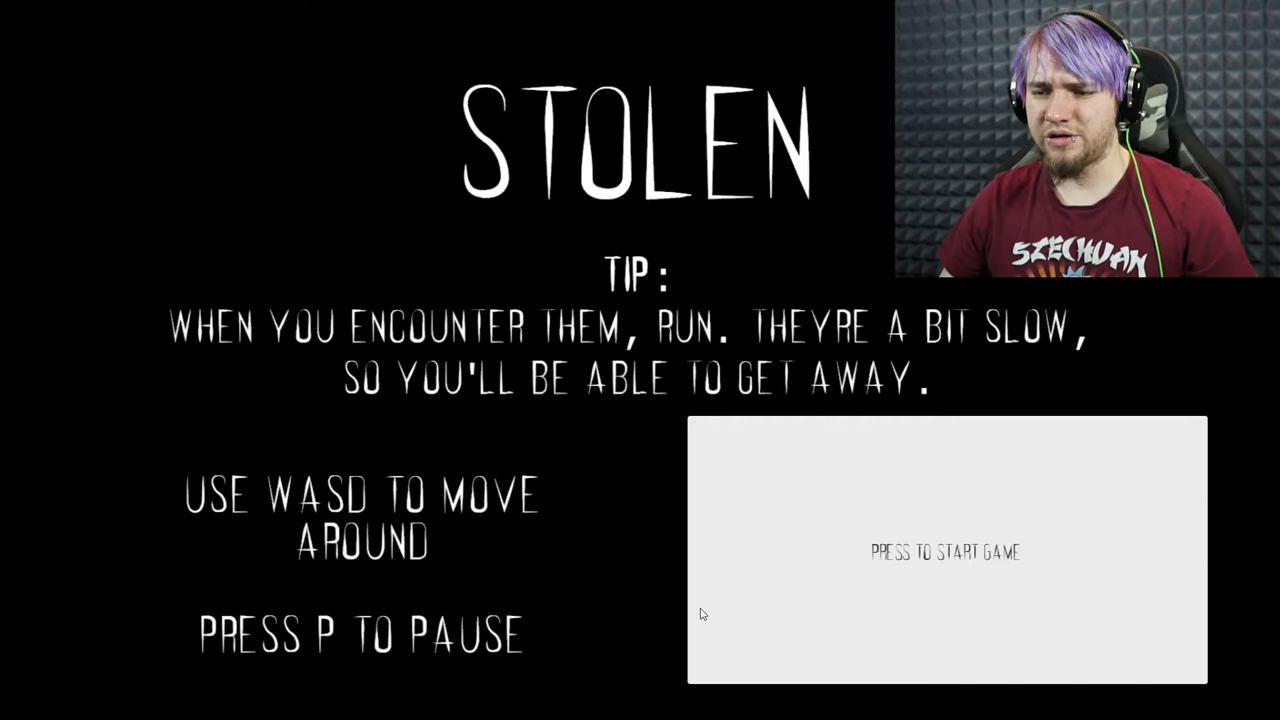 STOLEN
TIP:
WHEN YOU ENCOUNTER THEM, RUN. THEYRE A BIT SLOW,
SO YOU'LL BE ABLE TO GET AWAY.
USE WASD TO MOVE
AROUND
PRESS P TO PAUSE
PRESS TO START GAME
SZECHUAN